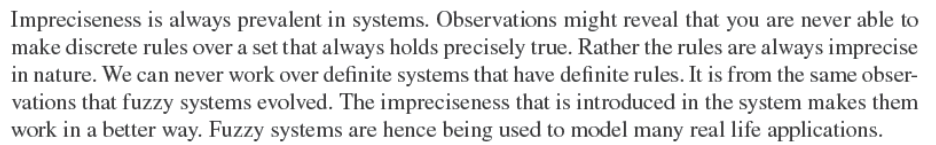 Impreciseness is always prevalent in systems. Observations might reveal that you are never able to
make discrete rules over a set that always holds precisely true. Rather the rules are always imprecise
in nature. We can never work over definite systems that have definite rules. It is from the same obser-
vations that fuzzy systems evolved. The impreciseness that is introduced in the system makes them
work in a better way. Fuzzy systems are hence being used to model many real life applications.